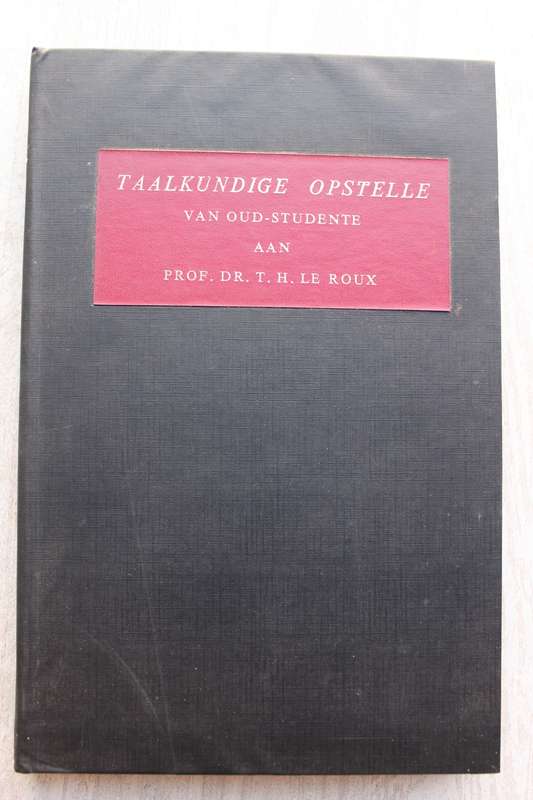 TAALKUNDIGE OPSTELLE
VAN OUD-STUDENTE
AAN
PROF. DR. T. H. LE ROUX